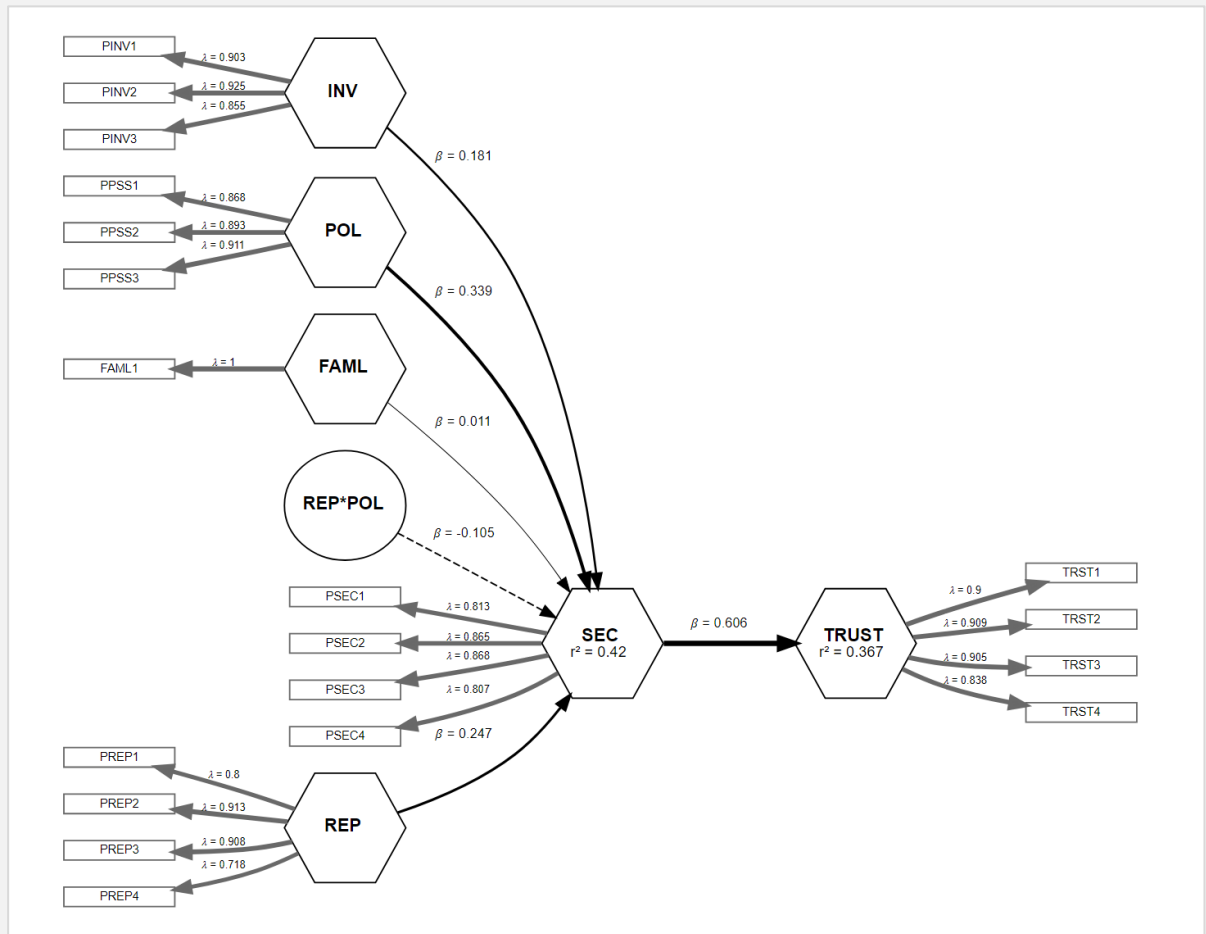 PINV1
λ = 0.903
PINV2
λ = 0.925
λ = 0.855
PINV3
INV
β = 0.181
PPSS1
λ = 0.868
PPSS2
λ = 0.893
λ = 0.911
PPSS3
POL
β = 0.339
FAML1
λ = 1
FAML
β = 0.011
REP*POL
β = -0.105
PSEC1
λ = 0.813
PSEC2
λ = 0.865
λ = 0.868
PSEC3
λ = 0.807
PSEC4
SEC
r² = 0.42
β = 0.606
TRUST
r² = 0.367
TRST1
λ = 0.9
TRST2
λ = 0.909
TRST3
λ = 0.905
λ = 0.838
TRST4
β = 0.247
PREP1
λ = 0.8
PREP2
λ = 0.913
PREP3
λ = 0.908
λ = 0.718
PREP4
REP